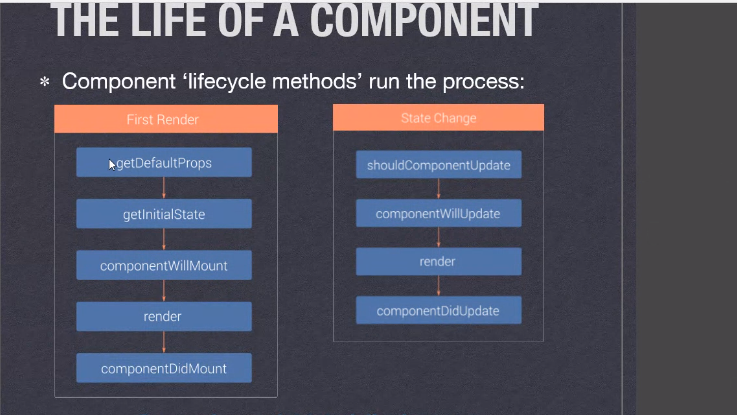 THE LIFE OF A COMPONENT
* Component ‘lifecycle methods’ run the process:
First Render
getDefaultProps
getInitialState
componentWillMount
render
componentDidMount
State Change
shouldComponentUpdate
componentWillUpdate
render
componentDidUpdate